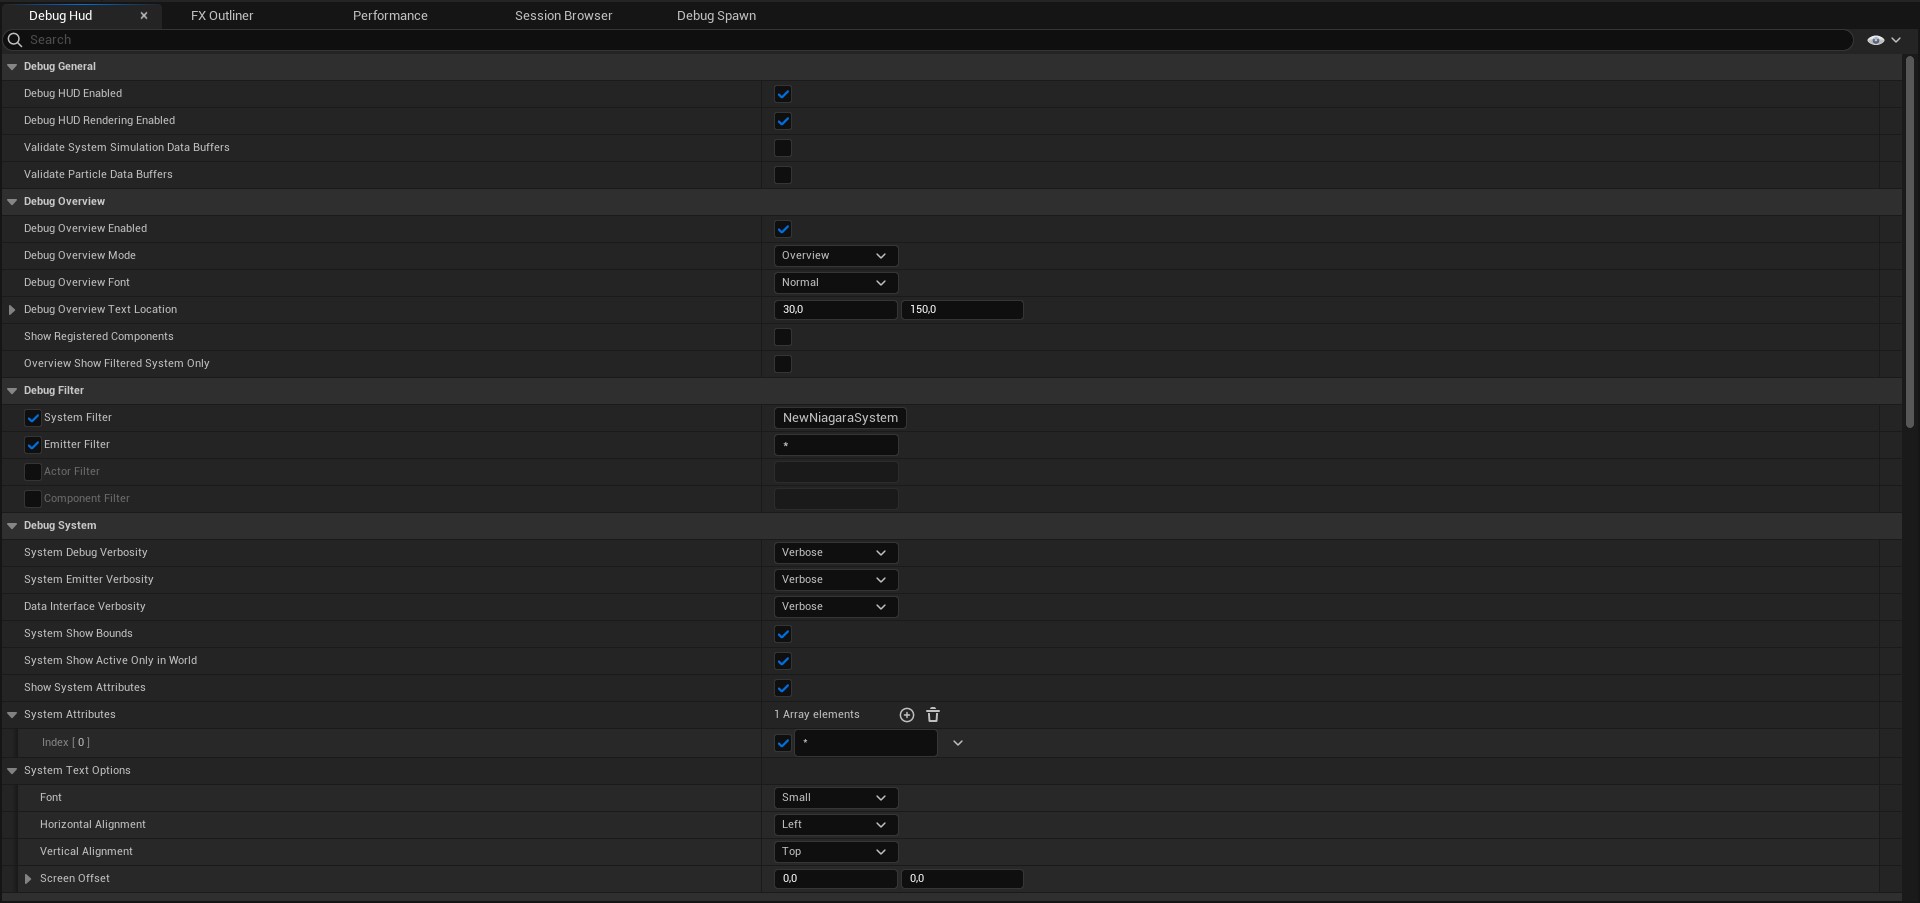 Debug Hud
FX Outliner
Performance
Session Browser
Debug Spawn
Search
Debug General
Debug HUD Enabled
Debug HUD Rendering Enabled
Validate System Simulation Data Buffers
Validate Particle Data Buffers
Debug Overview
Debug Overview Enabled
Debug Overview Mode Overview
Debug Overview Font Normal
Debug Overview Text Location 30,0 150,0
Show Registered Components
Overview Show Filtered System Only
Debug Filter
System Filter NewNiagaraSystem
Emitter Filter *
Actor Filter
Component Filter
Debug System
System Debug Verbosity Verbose
System Emitter Verbosity Verbose
Data Interface Verbosity Verbose
System Show Bounds
System Show Active Only in World
Show System Attributes
System Attributes 1 Array elements
Index [ 0 ] *
System Text Options
Font Small
Horizontal Alignment Left
Vertical Alignment Top
Screen Offset 0,0 0,0